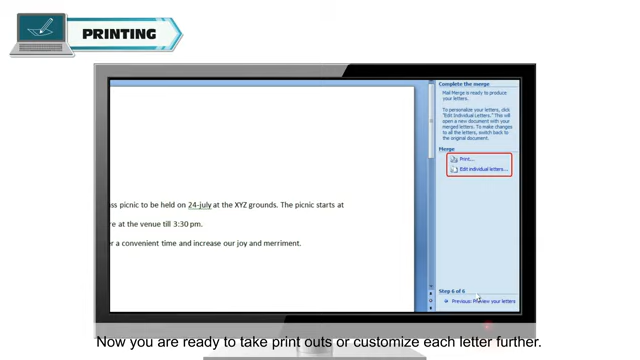 PRINTING
Complete the merge
Mail Merge is ready to produce
your letters.
To personalize your letters, click
"Edit Individual Letters." This will
open a new document with your
merged letters. To make changes
to all the letters, switch back to
the original document.
Merge
Print...
Edit individual letters...
ss picnic to be held on 24-july at the XYZ grounds. The picnic starts at
re at the venue till 3:30 pm.
r a convenient time and increase our joy and merriment.
Step 6 of 6
Previous: Preview your letters
Now you are ready to take print outs or customize each letter further.